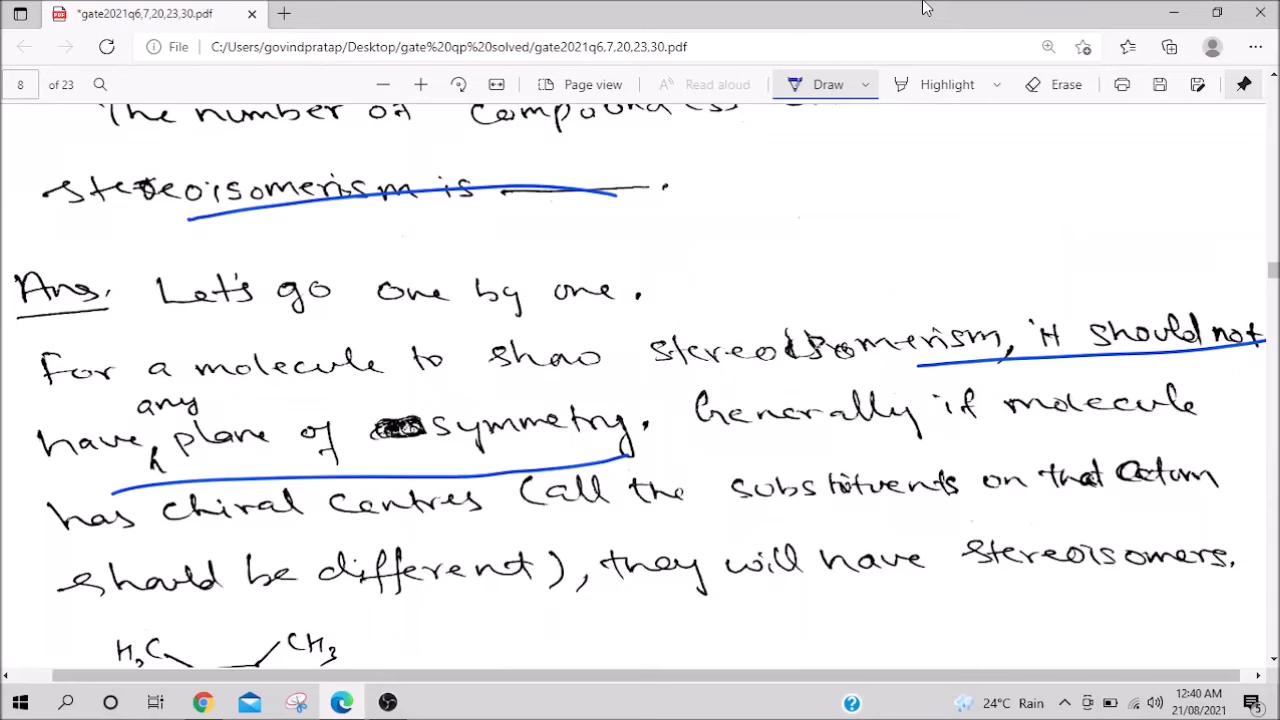 *gate2021q6,7,20,23,30.pdf
File C:/Users/govindpratap/Desktop/gate%20qp%20solved/gate2021q6,7,20,23,30.pdf
8 of 23 Page view Read aloud Draw Highlight Erase
The number of compound(s)
stereoisomerism is ———.
Ans. Let's go one by one.
For a molecule to show stereoisomerism, it should not
any
have plane of symmetry. Generally if molecule
has chiral centres (all the substituents on that atom
should be different), they will have stereoisomers.
H3C CH3
24°C Rain
12:40 AM
21/08/2021
5